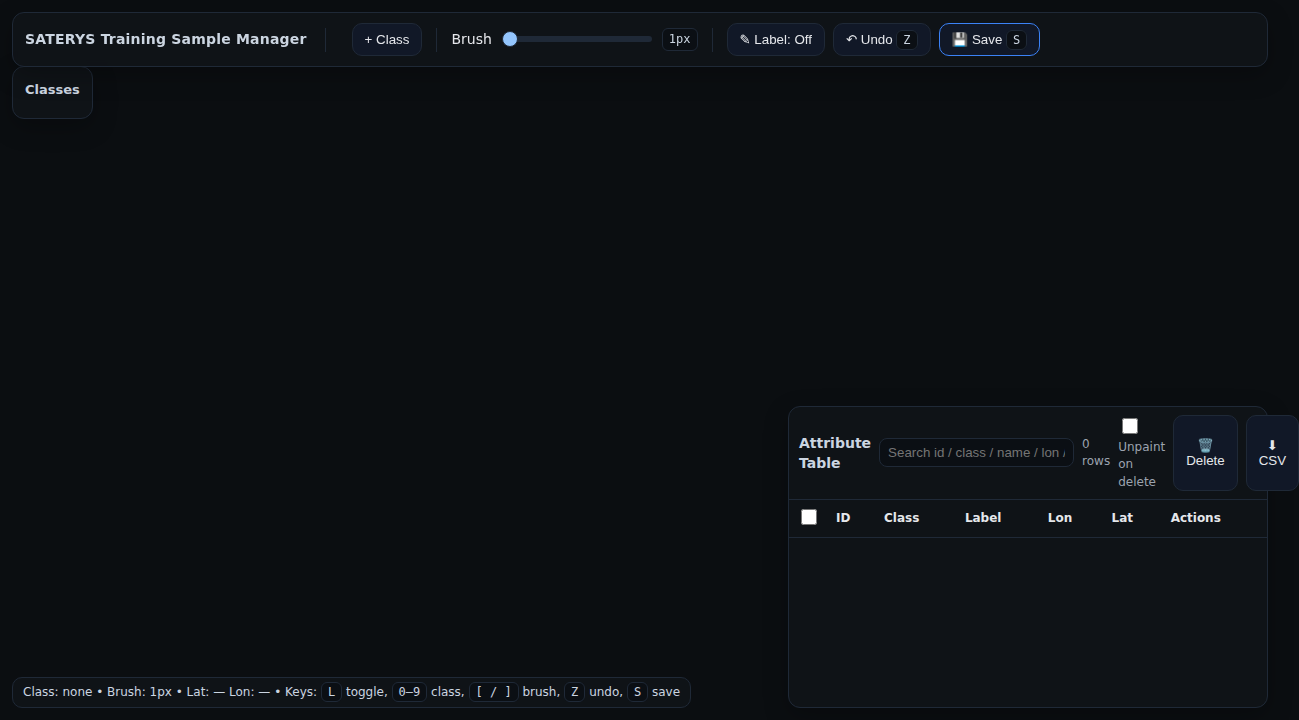 SATERYS Training Sample Manager
+ Class
Brush
1px
✎ Label: Off
↶ Undo Z
💾 Save S
Classes
Attribute
Table
Search id / class / name / lon /
0
rows
Unpaint
on
delete
🗑️
Delete
⬇
CSV
ID Class Label Lon Lat Actions
Class: none • Brush: 1px • Lat: — Lon: — • Keys: L toggle, 0–9 class, [ / ] brush, Z undo, S save